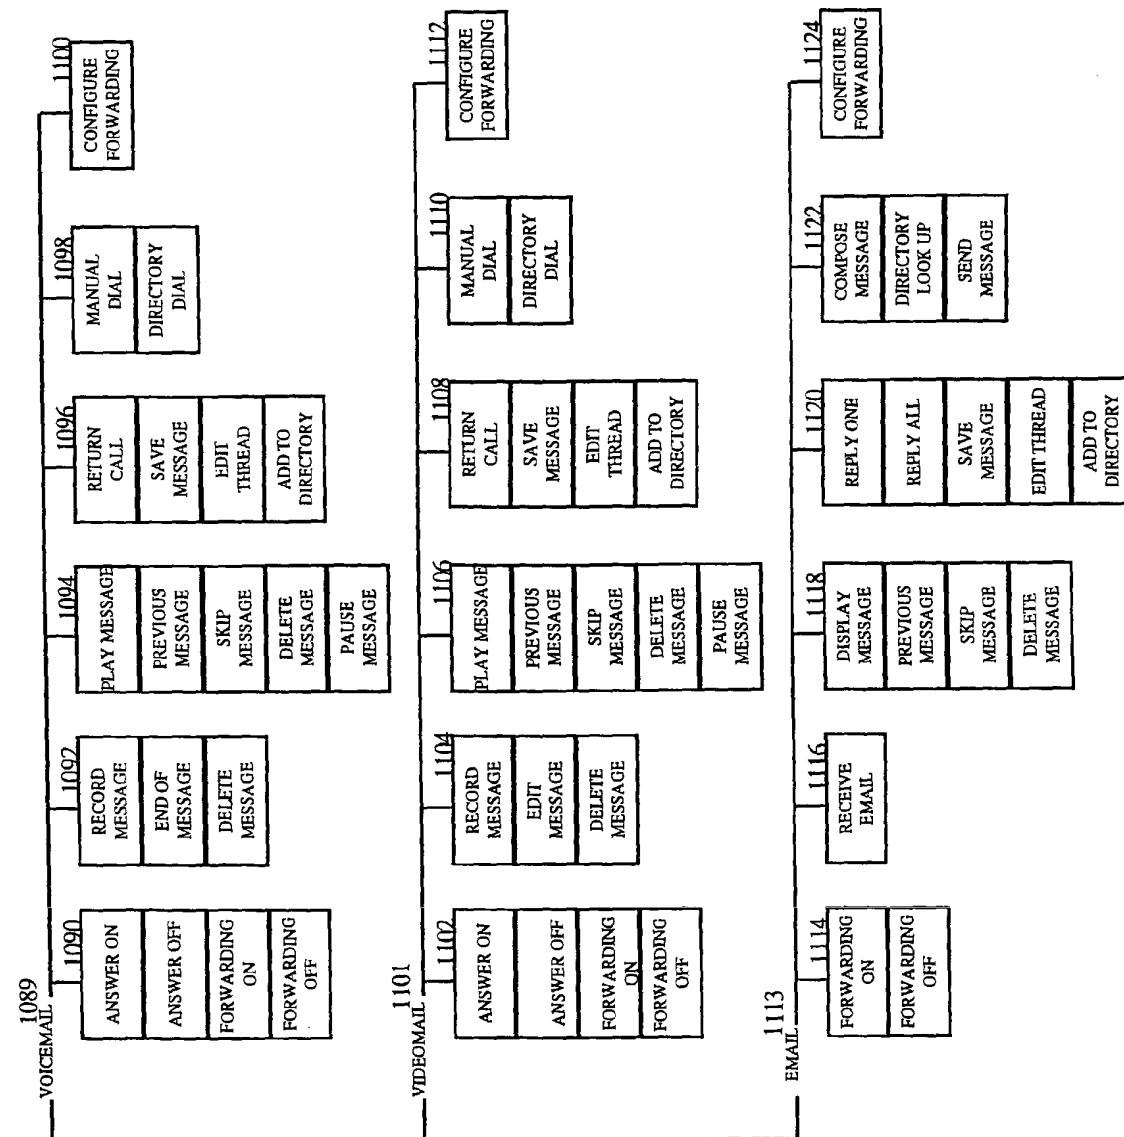 1089
VOICEMAIL
1090
ANSWER ON
ANSWER OFF
FORWARDING
ON
FORWARDING
OFF
1092
RECORD
MESSAGE
END OF
MESSAGE
DELETE
MESSAGE
1094
PLAY MESSAGE
PREVIOUS
MESSAGE
SKIP
MESSAGE
DELETE
MESSAGE
PAUSE
MESSAGE
1096
RETURN
CALL
SAVE
MESSAGE
EDIT
THREAD
ADD TO
DIRECTORY
1098
MANUAL
DIAL
DIRECTORY
DIAL
1100
CONFIGURE
FORWARDING
1101
VIDEOMAIL
1102
ANSWER ON
ANSWER OFF
FORWARDING
ON
FORWARDING
OFF
1104
RECORD
MESSAGE
EDIT
MESSAGE
DELETE
MESSAGE
1106
PLAY MESSAGE
PREVIOUS
MESSAGE
SKIP
MESSAGE
DELETE
MESSAGE
PAUSE
MESSAGE
1108
RETURN
CALL
SAVE
MESSAGE
EDIT
THREAD
ADD TO
DIRECTORY
1110
MANUAL
DIAL
DIRECTORY
DIAL
1112
CONFIGURE
FORWARDING
1113
EMAIL
1114
FORWARDING
ON
FORWARDING
OFF
1116
RECEIVE
EMAIL
1118
DISPLAY
MESSAGE
PREVIOUS
MESSAGE
SKIP
MESSAGE
DELETE
MESSAGE
1120
REPLY ONE
REPLY ALL
SAVE
MESSAGE
EDIT THREAD
ADD TO
DIRECTORY
1122
COMPOSE
MESSAGE
DIRECTORY
LOOK UP
SEND
MESSAGE
1124
CONFIGURE
FORWARDING